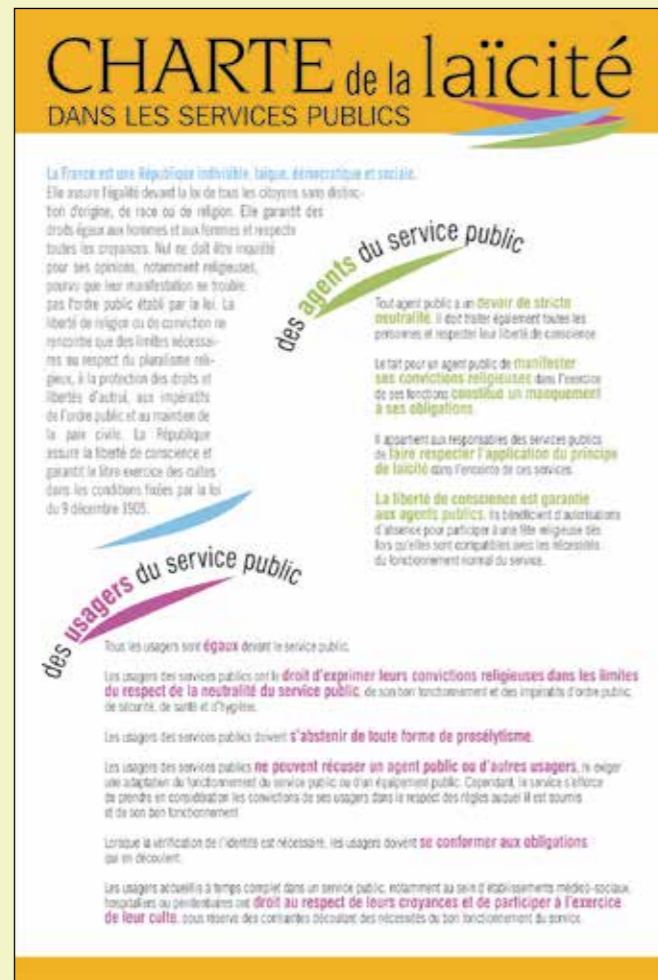 CHARTE de la laïcité
DANS LES SERVICES PUBLICS
La France est une République indivisible, laïque, démocratique et sociale.
Elle assure l'égalité devant la loi de tous les citoyens sans distinc-
tion d'origine, de race ou de religion. Elle garantit des
droits égaux aux hommes et aux femmes et respecte
toutes les croyances. Nul ne doit être inquiété
pour ses opinions, notamment religieuses,
pourvu que leur manifestation ne trouble
pas l'ordre public établi par la loi. La
liberté de religion ou de conviction ne
rencontre que des limites nécessai-
res au respect du pluralisme reli-
gieux, à la protection des droits et
libertés d'autrui, aux impératifs
de l'ordre public et au maintien de
la paix civile. La République
assure la liberté de conscience et
garantit le libre exercice des cultes
dans les conditions fixées par la loi
du 9 décembre 1905.
des agents du service public
Tout agent public a un devoir de stricte
neutralité. Il doit traiter également toutes les
personnes et respecter leur liberté de conscience.
Le fait pour un agent public de manifester
ses convictions religieuses dans l'exercice
de ses fonctions constitue un manquement
à ses obligations.
Il appartient aux responsables des services publics
de faire respecter l'application du principe
de laïcité dans l'enceinte de ces services.
La liberté de conscience est garantie
aux agents publics. Ils bénéficient d'autorisations
d'absence pour participer à une fête religieuse dès
lors qu'elles sont compatibles avec les nécessités
du fonctionnement normal du service.
des usagers du service public
Tous les usagers sont égaux devant le service public.
Les usagers des services publics ont le droit d'exprimer leurs convictions religieuses dans les limites
du respect de la neutralité du service public, de son bon fonctionnement et des impératifs d'ordre public,
de sécurité, de santé et d'hygiène.
Les usagers des services publics doivent s'abstenir de toute forme de prosélytisme.
Les usagers des services publics ne peuvent récuser un agent public ou d'autres usagers, ni exiger
une adaptation du fonctionnement du service public ou d'un équipement public. Cependant, le service s'efforce
de prendre en considération les convictions de ses usagers dans le respect des règles auquel il est soumis
et de son bon fonctionnement.
Lorsque la vérification de l'identité est nécessaire, les usagers doivent se conformer aux obligations
qui en découlent.
Les usagers accueillis à temps complet dans un service public, notamment au sein d'établissements médico-sociaux,
hospitaliers ou pénitentiaires ont droit au respect de leurs croyances et de participer à l'exercice
de leur culte, sous réserve des contraintes découlant des nécessités du bon fonctionnement du service.